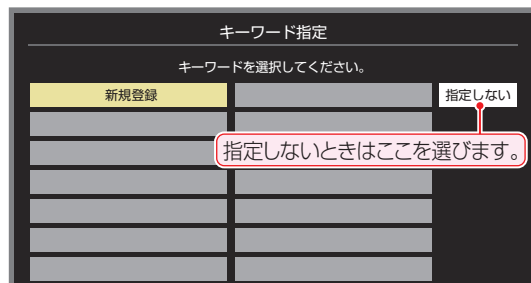 キーワード指定
キーワードを選択してください。
新規登録
指定しない
指定しないときはここを選びます。